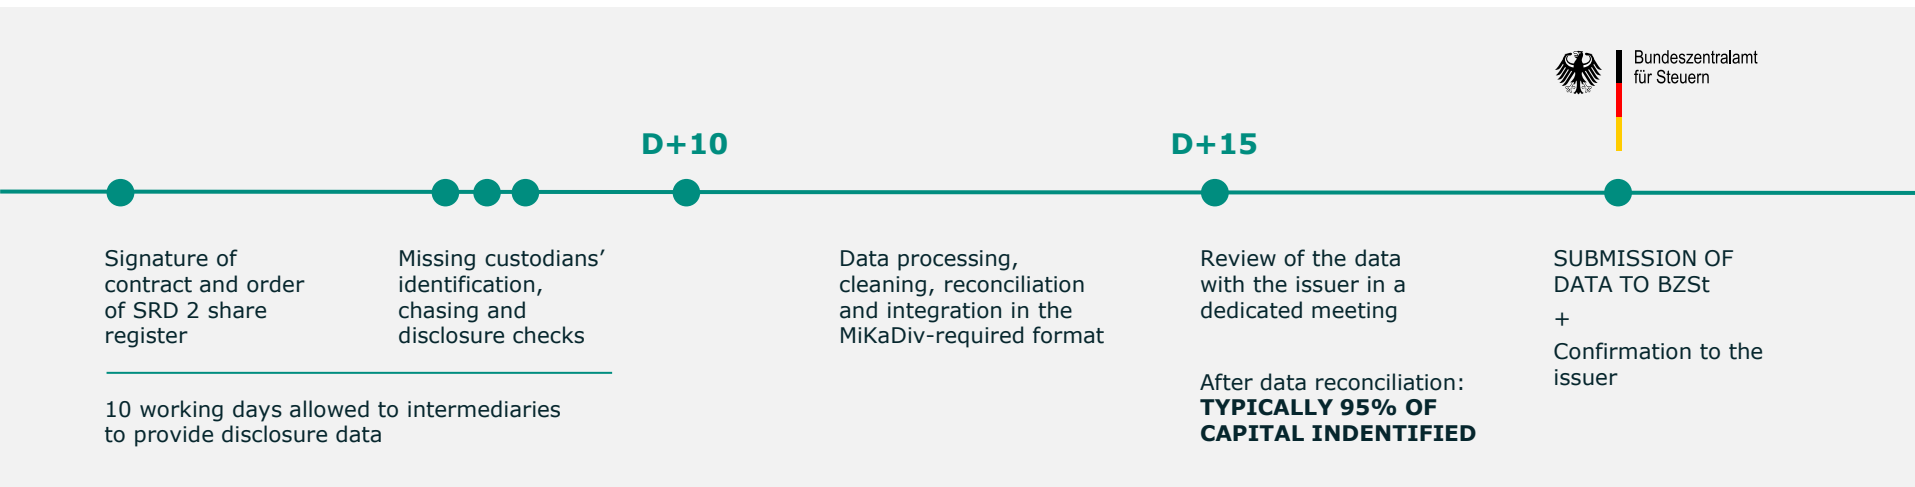 Bundeszentralamt
für Steuern
D+10
D+15
Signature of
contract and order
of SRD 2 share
register
Missing custodians’
identification,
chasing and
disclosure checks
10 working days allowed to intermediaries
to provide disclosure data
Data processing,
cleaning, reconciliation
and integration in the
MiKaDiv-required format
Review of the data
with the issuer in a
dedicated meeting
After data reconciliation:
TYPICALLY 95% OF
CAPITAL INDENTIFIED
SUBMISSION OF
DATA TO BZSt
+
Confirmation to the
issuer